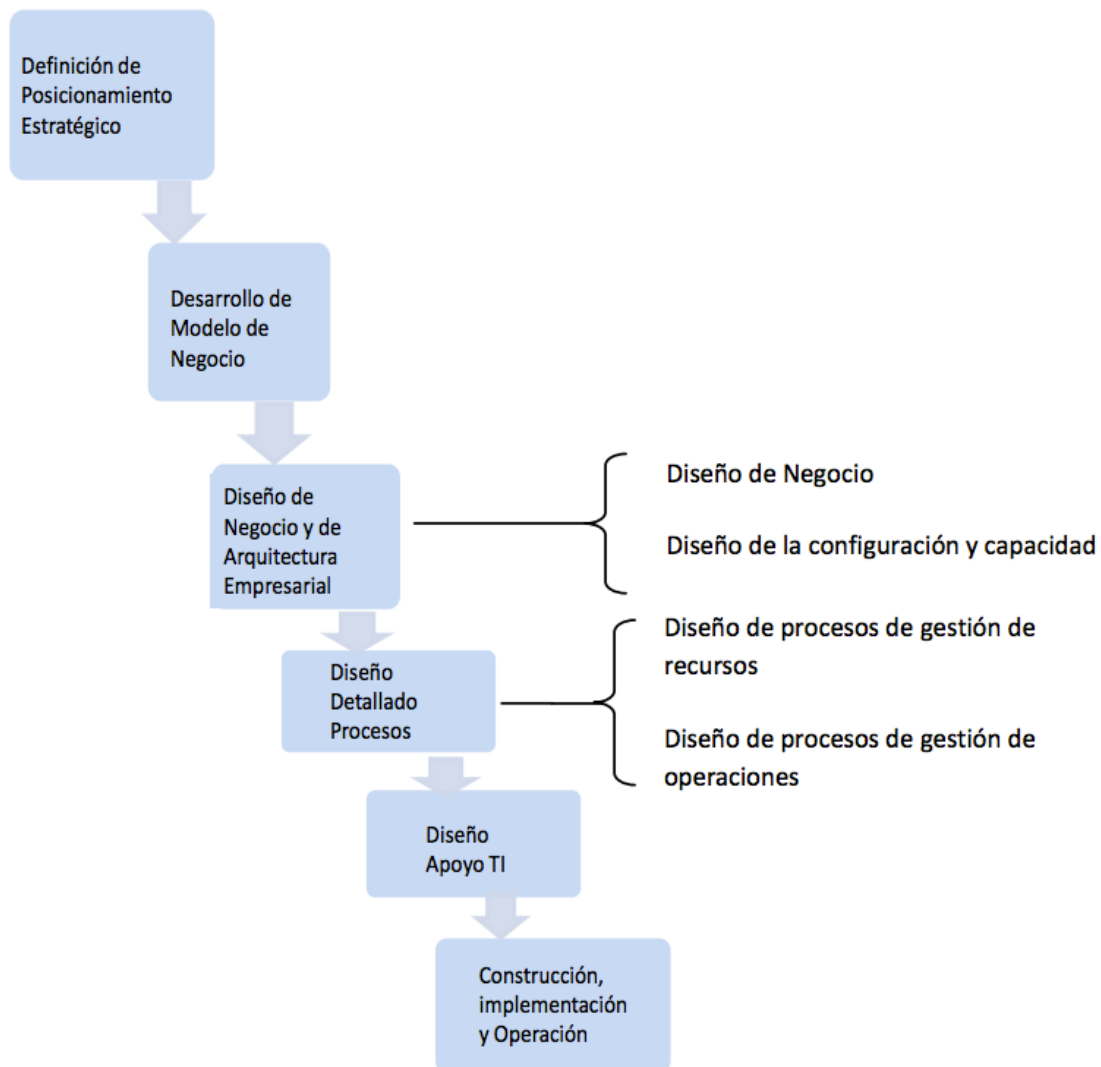 Definición de
Posicionamiento
Estratégico
Desarrollo de
Modelo de
Negocio
Diseño de
Negocio y de
Arquitectura
Empresarial
Diseño de Negocio
Diseño de la configuración y capacidad
Diseño
Detallado
Procesos
Diseño de procesos de gestión de
recursos
Diseño de procesos de gestión de
operaciones
Diseño
Apoyo TI
Construcción,
implementación
y Operación